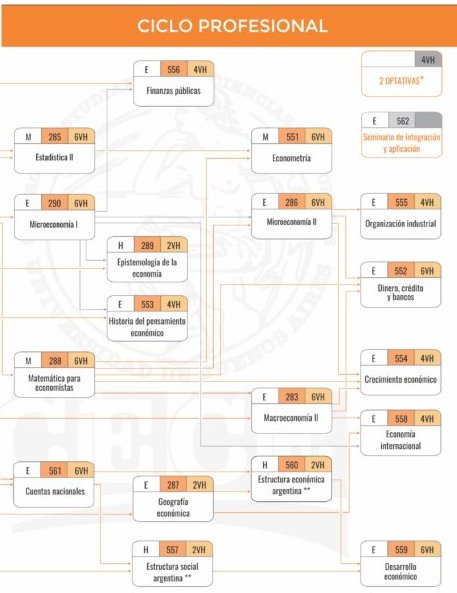 CICLO PROFESIONAL
E 556 4VH
Finanzas públicas
4VH
2 OPTATIVAS*
E 562
Seminario de Integración
y aplicación
M 285 6VH
Estadística II
M 551 6VH
Econometría
E 290 6VH
Microeconomía I
E 286 6VH
Microeconomía II
E 555 4VH
Organización industrial
H 289 2VH
Epistemología de la
economía
E 552 6VH
Dinero, crédito
y bancos
E 553 4VH
Historia del pensamiento
económico
M 288 6VH
Matemática para
economistas
E 554 4VH
Crecimiento económico
E 283 6VH
Macroeconomía II
E 558 4VH
Economía
internacional
E 561 6VH
Cuentas nacionales
E 287 2VH
Geografía
económica
H 560 2VH
Estructura económica
argentina **
H 557 2VH
Estructura social
argentina **
E 559 6VH
Desarrollo
económico
CECE